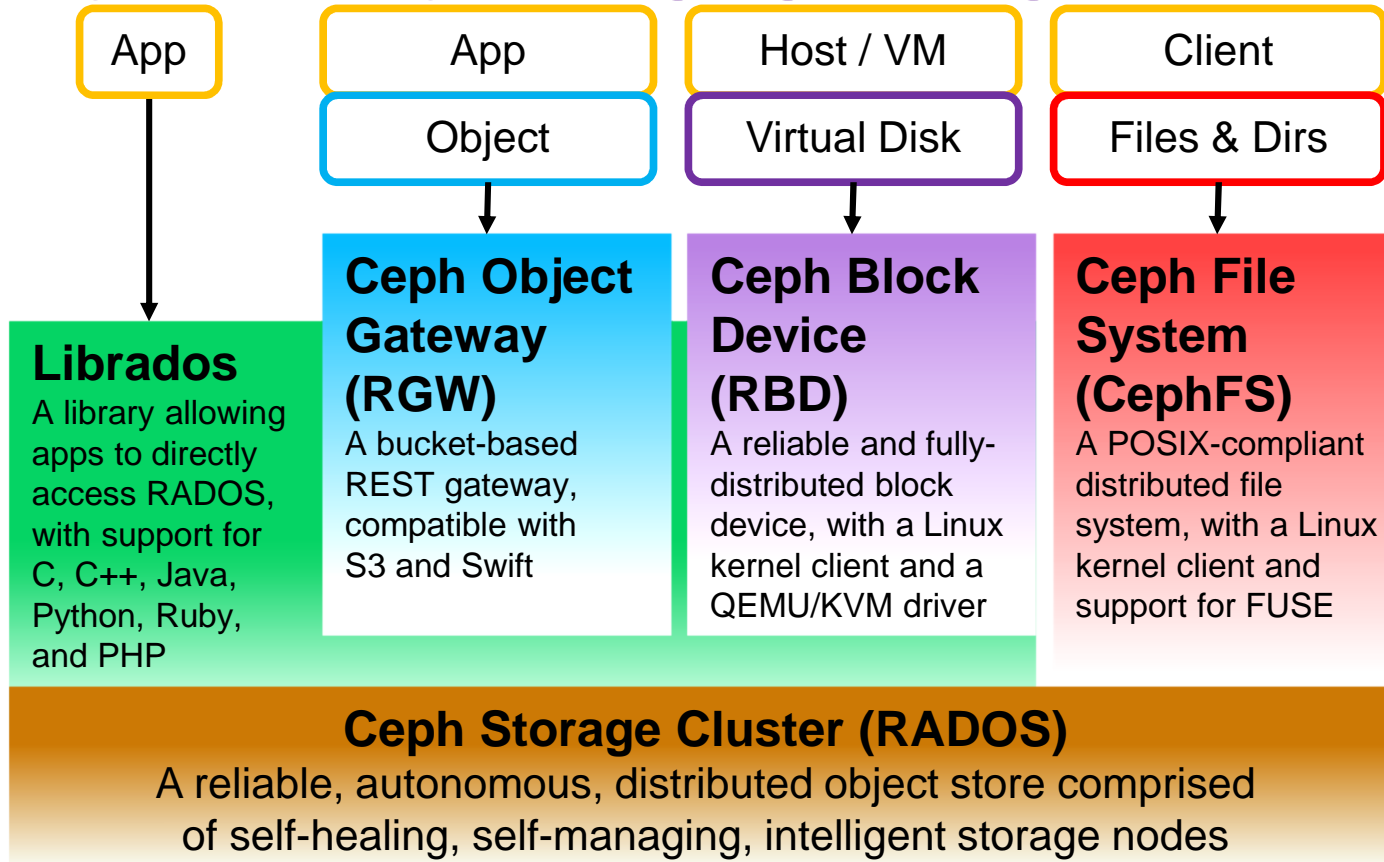 App
App
Object
Host / VM
Virtual Disk
Client
Files & Dirs
Librados
A library allowing
apps to directly
access RADOS,
with support for
C, C++, Java,
Python, Ruby,
and PHP
Ceph Object
Gateway
(RGW)
A bucket-based
REST gateway,
compatible with
S3 and Swift
Ceph Block
Device
(RBD)
A reliable and fully-
distributed block
device, with a Linux
kernel client and a
QEMU/KVM driver
Ceph File
System
(CephFS)
A POSIX-compliant
distributed file
system, with a Linux
kernel client and
support for FUSE
Ceph Storage Cluster (RADOS)
A reliable, autonomous, distributed object store comprised
of self-healing, self-managing, intelligent storage nodes